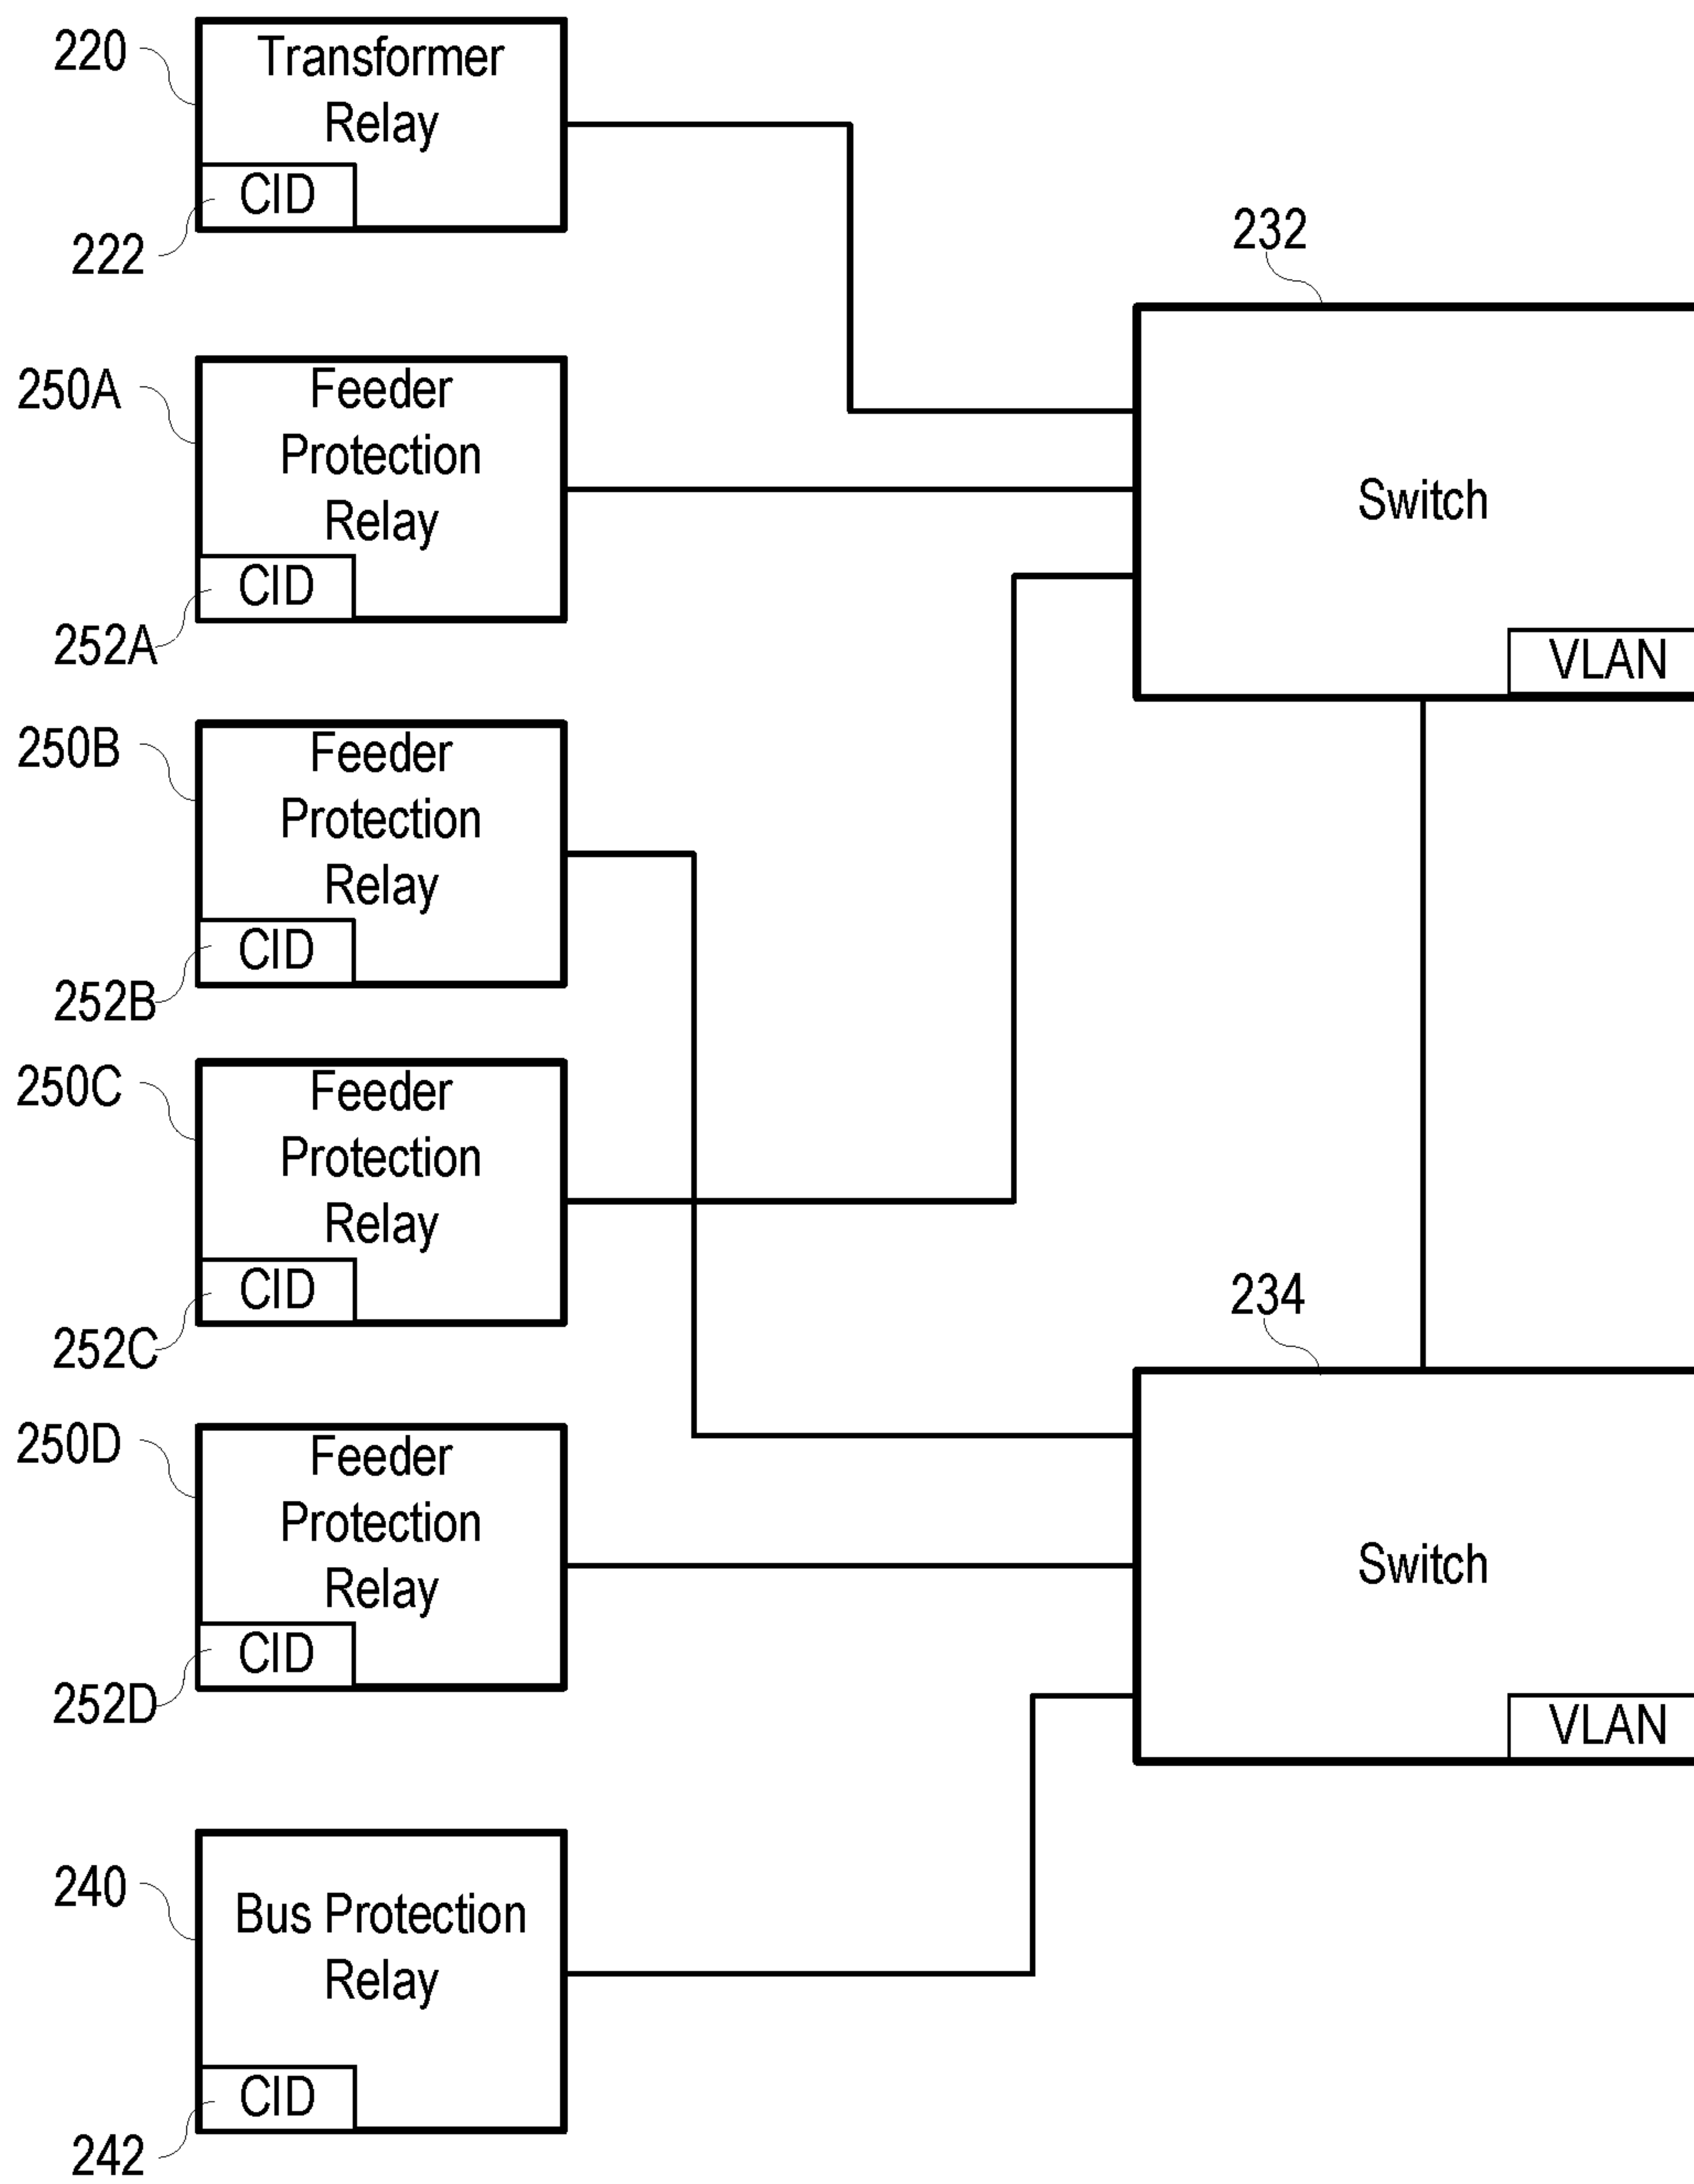 220
Transformer
Relay
CID
222
250A
Feeder
Protection
Relay
CID
252A
250B
Feeder
Protection
Relay
CID
252B
250C
Feeder
Protection
Relay
CID
252C
250D
Feeder
Protection
Relay
CID
252D
240
Bus Protection
Relay
CID
242
232
Switch
VLAN
234
Switch
VLAN